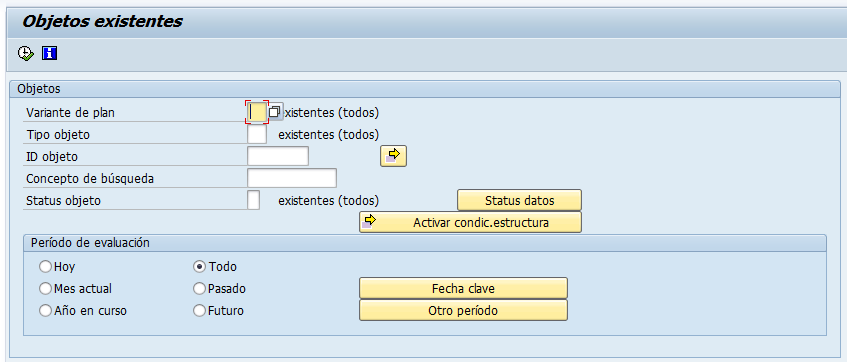 Objetos existentes
Objetos
Variante de plan xistentes (todos)
Tipo objeto existentes (todos)
ID objeto
Concepto de búsqueda
Status objeto existentes (todos) Status datos
Activar condic.estructura
Período de evaluación
Hoy Todo
Mes actual Pasado Fecha clave
Año en curso Futuro Otro período